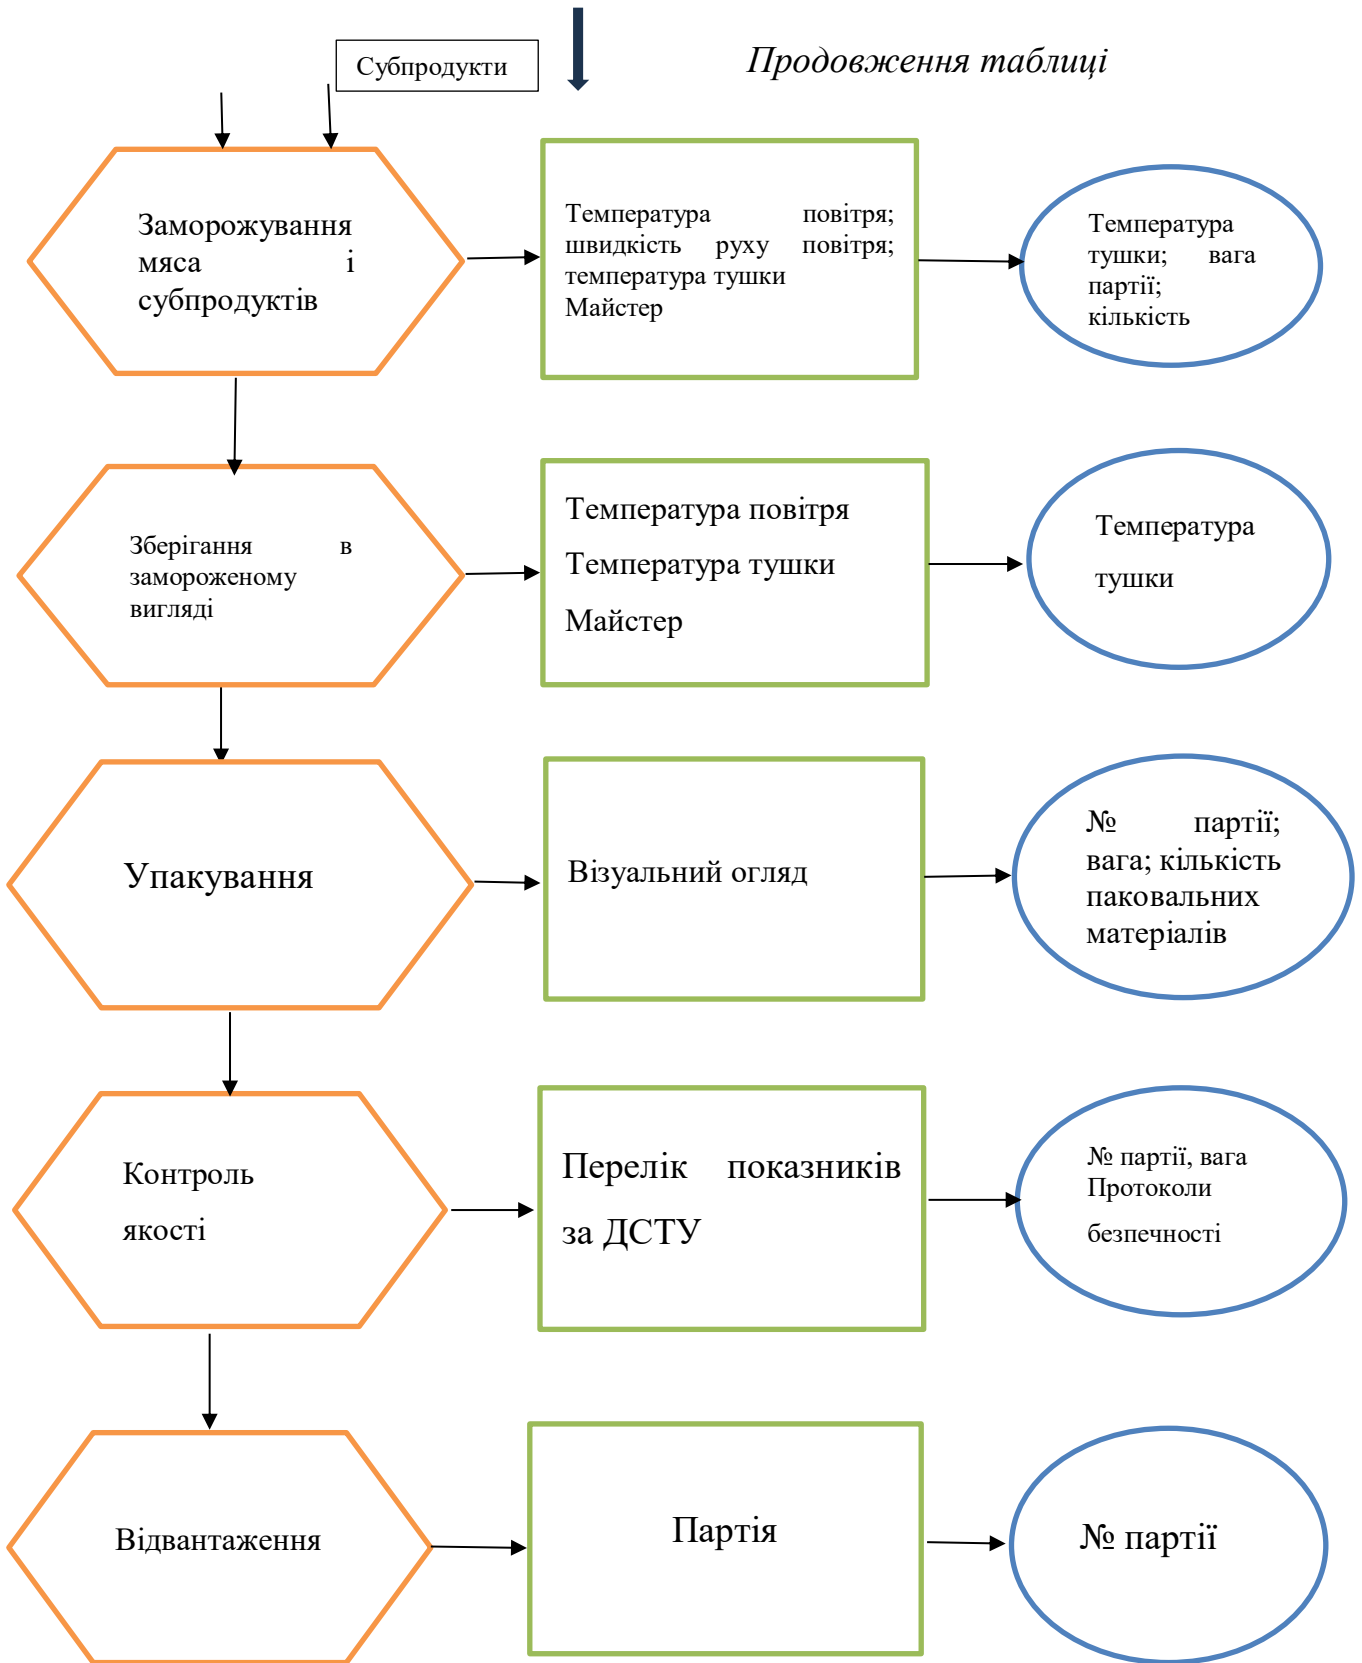 Субпродукти
Продовження таблиці
Заморожування
мяса і
субпродуктів
Температура повітря;
швидкість руху повітря;
температура тушки
Майстер
Температура
тушки; вага
партії;
кількість
Зберігання в
замороженому
вигляді
Температура повітря
Температура тушки
Майстер
Температура
тушки
Упакування
Візуальний огляд
№ партії;
вага; кількість
паковальних
матеріалів
Контроль
якості
Перелік показників
за ДСТУ
№ партії, вага
Протоколи
безпечності
Відвантаження
Партія
№ партії